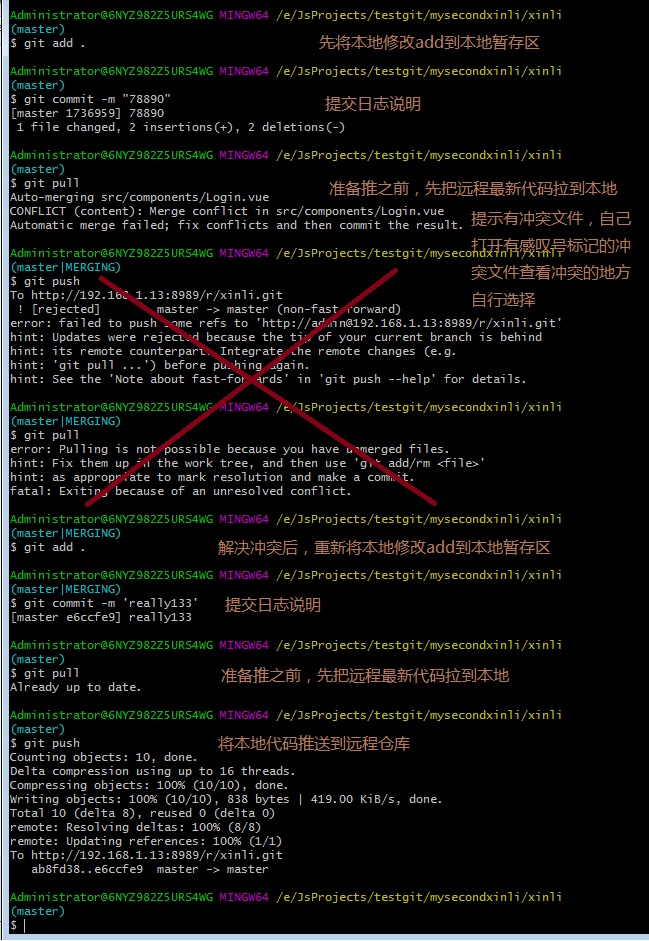 Administrator@6NYZ982Z5URS4WG MINGW64 /e/JsProjects/testgit/mysecondxinli/xinli
(master)
$ git add .    先将本地修改add到本地暂存区
Administrator@6NYZ982Z5URS4WG MINGW64 /e/JsProjects/testgit/mysecondxinli/xinli
(master)
$ git commit -m "78890"    提交日志说明
[master 1736959] 78890
 1 file changed, 2 insertions(+), 2 deletions(-)
Administrator@6NYZ982Z5URS4WG MINGW64 /e/JsProjects/testgit/mysecondxinli/xinli
(master)
$ git pull    准备推之前，先把远程最新代码拉到本地
Auto-merging src/components/Login.vue
CONFLICT (content): Merge conflict in src/components/Login.vue
Automatic merge failed; fix conflicts and then commit the result.
提示有冲突文件，自己
打开有感叹号标记的冲
突文件查看冲突的地方
自行选择
Administrator@6NYZ982Z5URS4WG MINGW64 /e/JsProjects/testgit/mysecondxinli/xinli
(master|MERGING)
$ git push
To http://192.168.1.13:8989/r/xinli.git
 ! [rejected]        master -> master (non-fast-forward)
error: failed to push some refs to 'http://admin@192.168.1.13:8989/r/xinli.git'
hint: Updates were rejected because the tip of your current branch is behind
hint: its remote counterpart. Integrate the remote changes (e.g.
hint: 'git pull ...') before pushing again.
hint: See the 'Note about fast-forwards' in 'git push --help' for details.
Administrator@6NYZ982Z5URS4WG MINGW64 /e/JsProjects/testgit/mysecondxinli/xinli
(master|MERGING)
$ git pull
error: Pulling is not possible because you have unmerged files.
hint: Fix them up in the work tree, and then use 'git add/rm <file>'
hint: as appropriate to mark resolution and make a commit.
fatal: Exiting because of an unresolved conflict.
Administrator@6NYZ982Z5URS4WG MINGW64 /e/JsProjects/testgit/mysecondxinli/xinli
(master|MERGING)
$ git add .    解决冲突后，重新将本地修改add到本地暂存区
Administrator@6NYZ982Z5URS4WG MINGW64 /e/JsProjects/testgit/mysecondxinli/xinli
(master|MERGING)
$ git commit -m 'really133'    提交日志说明
[master e6ccfe9] really133
Administrator@6NYZ982Z5URS4WG MINGW64 /e/JsProjects/testgit/mysecondxinli/xinli
(master)
$ git pull    准备推之前，先把远程最新代码拉到本地
Already up to date.
Administrator@6NYZ982Z5URS4WG MINGW64 /e/JsProjects/testgit/mysecondxinli/xinli
(master)
$ git push    将本地代码推送到远程仓库
Counting objects: 10, done.
Delta compression using up to 16 threads.
Compressing objects: 100% (10/10), done.
Writing objects: 100% (10/10), 838 bytes | 419.00 KiB/s, done.
Total 10 (delta 8), reused 0 (delta 0)
remote: Resolving deltas: 100% (8/8)
remote: Updating references: 100% (1/1)
To http://192.168.1.13:8989/r/xinli.git
   ab8fd38..e6ccfe9  master -> master
Administrator@6NYZ982Z5URS4WG MINGW64 /e/JsProjects/testgit/mysecondxinli/xinli
(master)
$